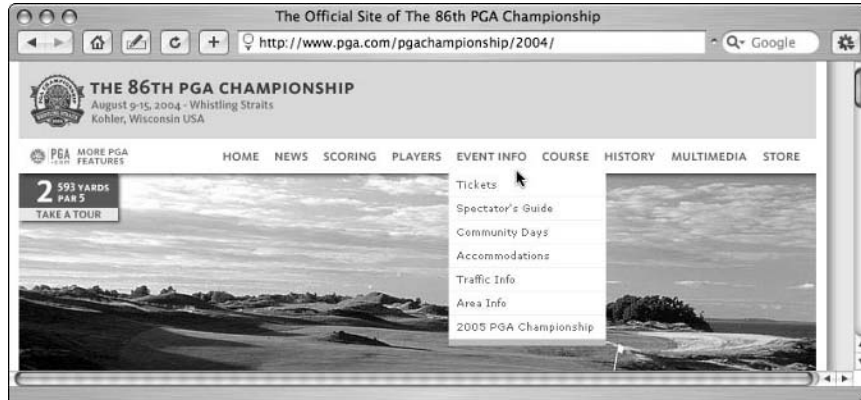 The Official Site of The 86th PGA Championship
http://www.pga.com/pgachampionship/2004/
Google
THE 86TH PGA CHAMPIONSHIP
August 9-15, 2004 - Whistling Straits
Kohler, Wisconsin USA
PGA .COM MORE PGA FEATURES
HOME NEWS SCORING PLAYERS EVENT INFO COURSE HISTORY MULTIMEDIA STORE
2 593 YARDS PAR 5
TAKE A TOUR
Tickets
Spectator's Guide
Community Days
Accommodations
Traffic Info
Area Info
2005 PGA Championship